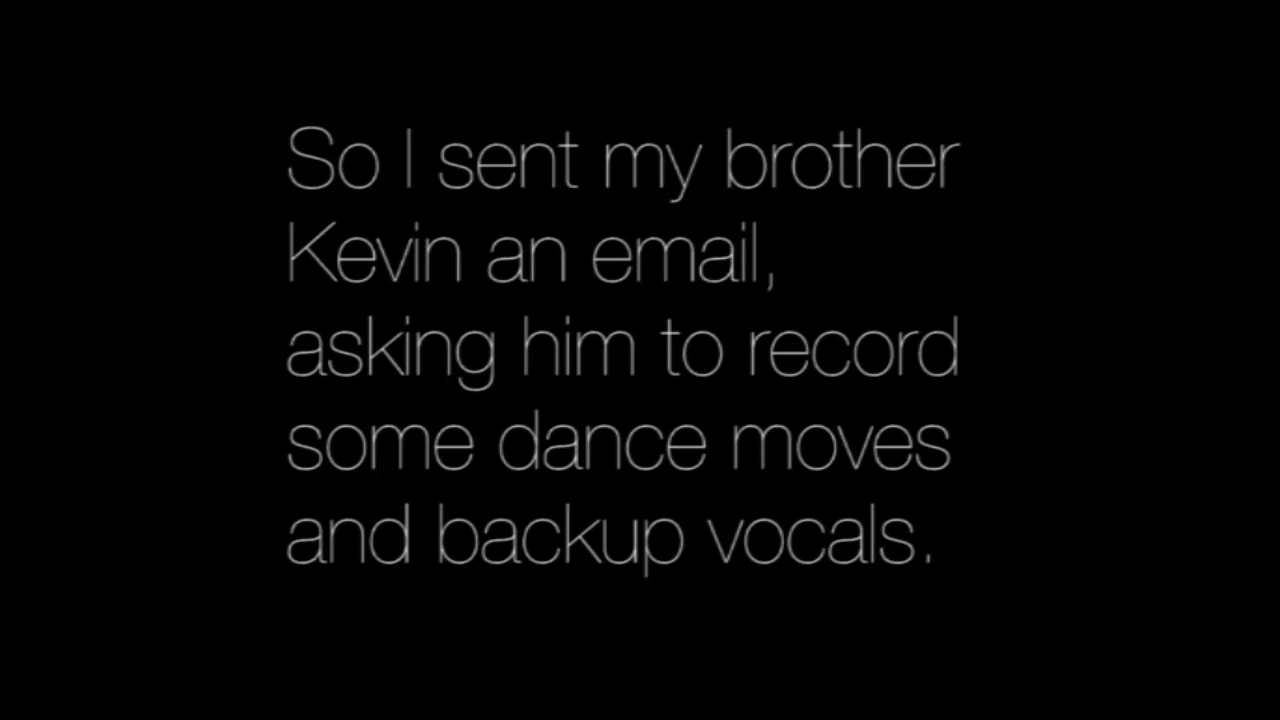 So I sent my brother
Kevin an email,
asking him to record
some dance moves
and backup vocals.